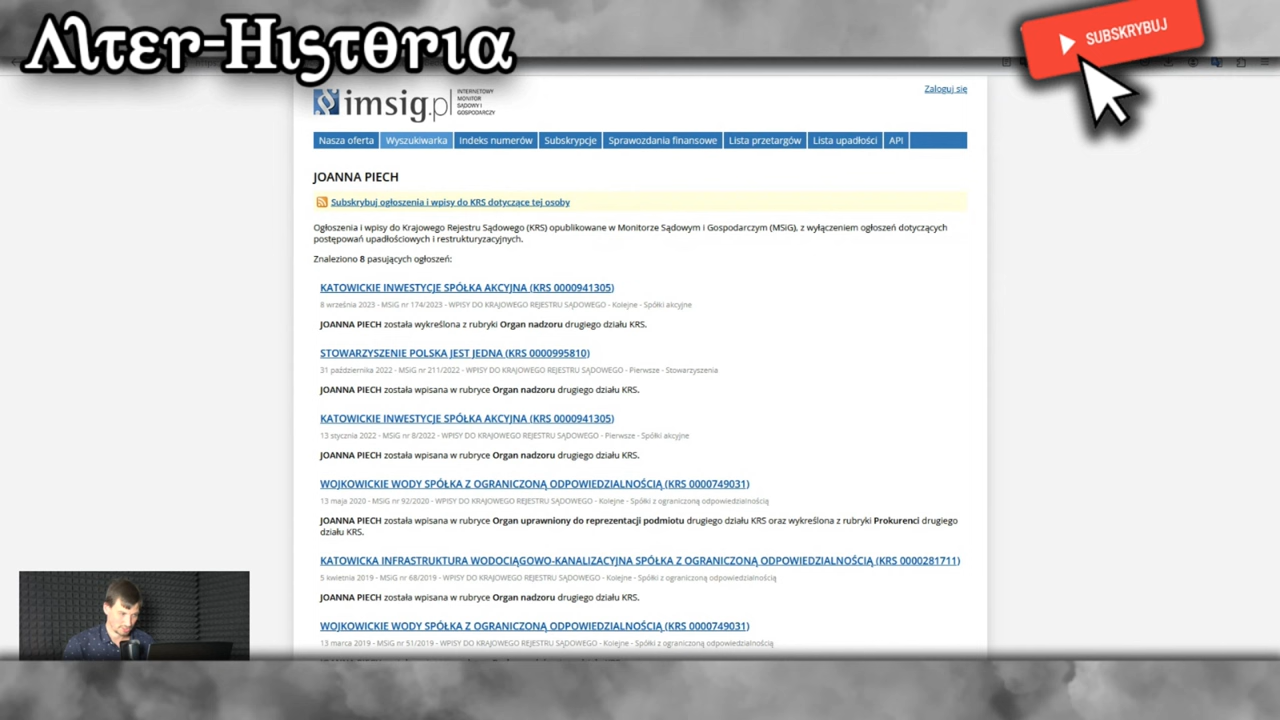 Alter-Historia
SUBSKRYBUJ
imsig.pl
INTERNETOWY
MONITOR
SĄDOWY I
GOSPODARCZY
Zaloguj się
Nasza oferta
Wyszukiwarka
Indeks numerów
Subskrypcje
Sprawozdania finansowe
Lista przetargów
Lista upadłości
API
JOANNA PIECH
Subskrybuj ogłoszenia i wpisy do KRS dotyczące tej osoby
Ogłoszenia i wpisy do Krajowego Rejestru Sądowego (KRS) opublikowane w Monitorze Sądowym i Gospodarczym (MSiG), z wyłączeniem ogłoszeń dotyczących
postępowań upadłościowych i restrukturyzacyjnych.
Znaleziono 8 pasujących ogłoszeń:
KATOWICKIE INWESTYCJE SPÓŁKA AKCYJNA (KRS 0000941305)
8 września 2023 - MSiG nr 174/2023 - WPISY DO KRAJOWEGO REJESTRU SĄDOWEGO - Kolejne - Spółki akcyjne
JOANNA PIECH została wykreślona z rubryki Organ nadzoru drugiego działu KRS.
STOWARZYSZENIE POLSKA JEST JEDNA (KRS 0000995810)
31 października 2022 - MSiG nr 211/2022 - WPISY DO KRAJOWEGO REJESTRU SĄDOWEGO - Pierwsze - Stowarzyszenia
JOANNA PIECH została wpisana w rubryce Organ nadzoru drugiego działu KRS.
KATOWICKIE INWESTYCJE SPÓŁKA AKCYJNA (KRS 0000941305)
13 stycznia 2022 - MSiG nr 8/2022 - WPISY DO KRAJOWEGO REJESTRU SĄDOWEGO - Pierwsze - Spółki akcyjne
JOANNA PIECH została wpisana w rubryce Organ nadzoru drugiego działu KRS.
WOJKOWICKIE WODY SPÓŁKA Z OGRANICZONĄ ODPOWIEDZIALNOŚCIĄ (KRS 0000749031)
13 maja 2020 - MSiG nr 92/2020 - WPISY DO KRAJOWEGO REJESTRU SĄDOWEGO - Kolejne - Spółki z ograniczoną odpowiedzialnością
JOANNA PIECH została wpisana w rubryce Organ uprawniony do reprezentacji podmiotu drugiego działu KRS oraz wykreślona z rubryki Prokurenci drugiego
działu KRS.
KATOWICKA INFRASTRUKTURA WODOCIĄGOWO-KANALIZACYJNA SPÓŁKA Z OGRANICZONĄ ODPOWIEDZIALNOŚCIĄ (KRS 0000281711)
5 kwietnia 2019 - MSiG nr 68/2019 - WPISY DO KRAJOWEGO REJESTRU SĄDOWEGO - Kolejne - Spółki z ograniczoną odpowiedzialnością
JOANNA PIECH została wpisana w rubryce Organ nadzoru drugiego działu KRS.
WOJKOWICKIE WODY SPÓŁKA Z OGRANICZONĄ ODPOWIEDZIALNOŚCIĄ (KRS 0000749031)
13 marca 2019 - MSiG nr 51/2019 - WPISY DO KRAJOWEGO REJESTRU SĄDOWEGO - Kolejne - Spółki z ograniczoną odpowiedzialnością